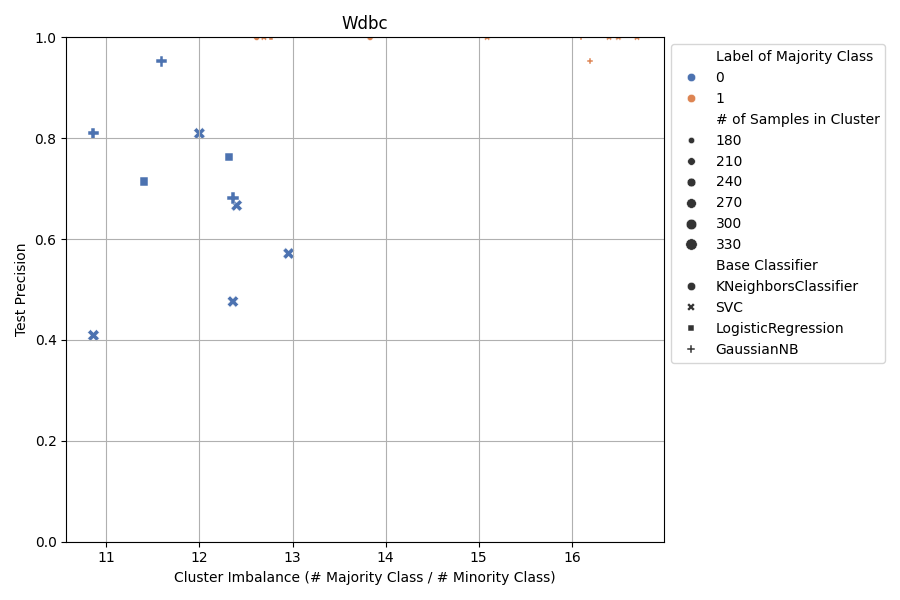 Wdbc
1.0
0.8
0.6
0.4
0.2
0.0
Test Precision
11
12
13
14
15
16
Cluster Imbalance (# Majority Class / # Minority Class)
Label of Majority Class
0
1
# of Samples in Cluster
180
210
240
270
300
330
Base Classifier
KNeighborsClassifier
SVC
LogisticRegression
GaussianNB